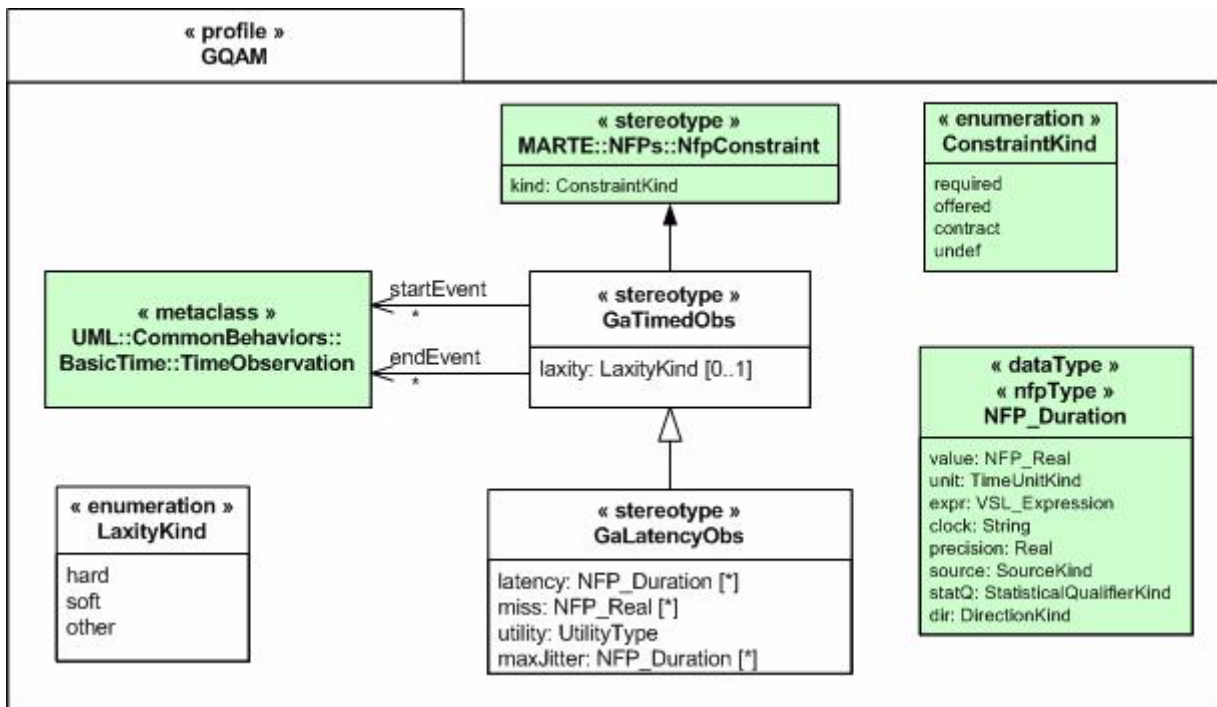 « profile »
GQAM
« stereotype »
MARTE::NFPs::NfpConstraint
kind: ConstraintKind
« enumeration »
ConstraintKind
required
offered
contract
undef
« metaclass »
UML::CommonBehaviors::
BasicTime::TimeObservation
startEvent
*
endEvent
*
« stereotype »
GaTimedObs
laxity: LaxityKind [0..1]
« dataType »
« nfpType »
NFP_Duration
value: NFP_Real
unit: TimeUnitKind
expr: VSL_Expression
clock: String
precision: Real
source: SourceKind
statQ: StatisticalQualifierKind
dir: DirectionKind
« enumeration »
LaxityKind
hard
soft
other
« stereotype »
GaLatencyObs
latency: NFP_Duration [*]
miss: NFP_Real [*]
utility: UtilityType
maxJitter: NFP_Duration [*]